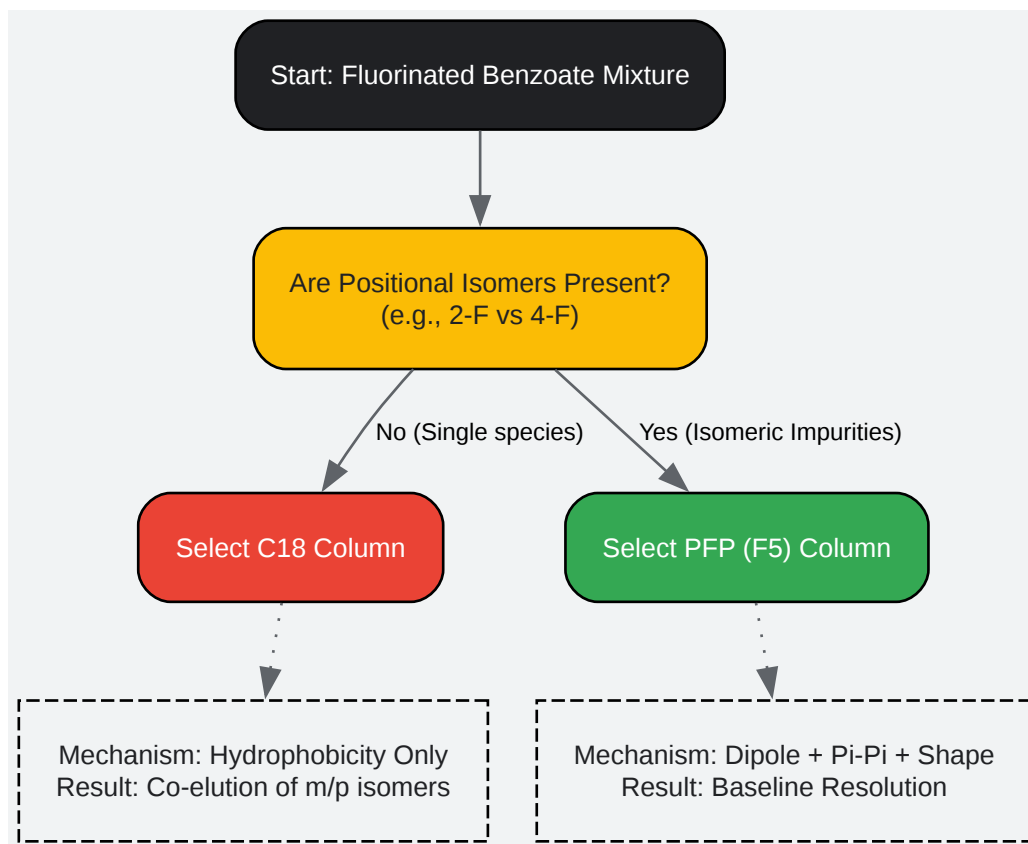 Start: Fluorinated Benzoate Mixture
Are Positional Isomers Present?
(e.g., 2-F vs 4-F)
No (Single species)
Yes (Isomeric Impurities)
Select C18 Column
Select PFP (F5) Column
Mechanism: Hydrophobicity Only
Result: Co-elution of m/p isomers
Mechanism: Dipole + Pi-Pi + Shape
Result: Baseline Resolution